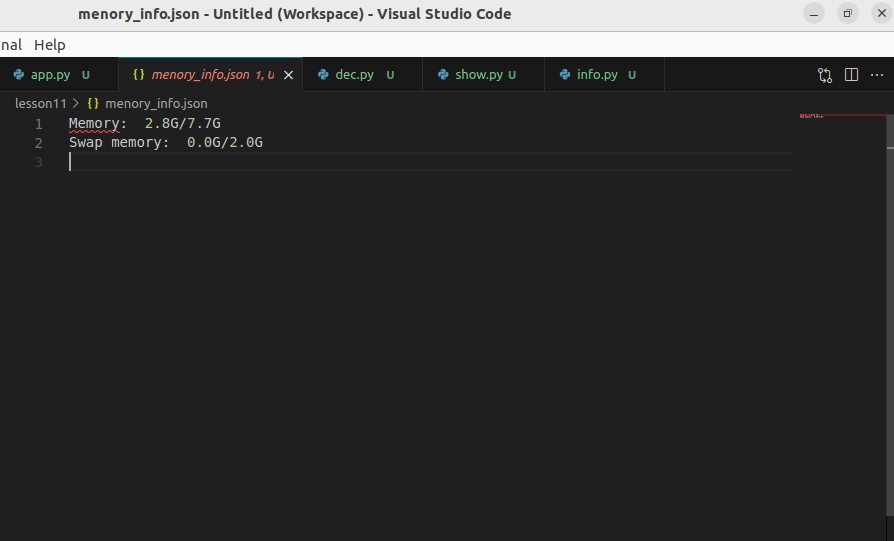 menory_info.json - Untitled (Workspace) - Visual Studio Code
nal Help
app.py U {} menory_info.json 1, U dec.py U show.py U info.py U
lesson11 > {} menory_info.json
1 Memory: 2.8G/7.7G
2 Swap memory: 0.0G/2.0G
3